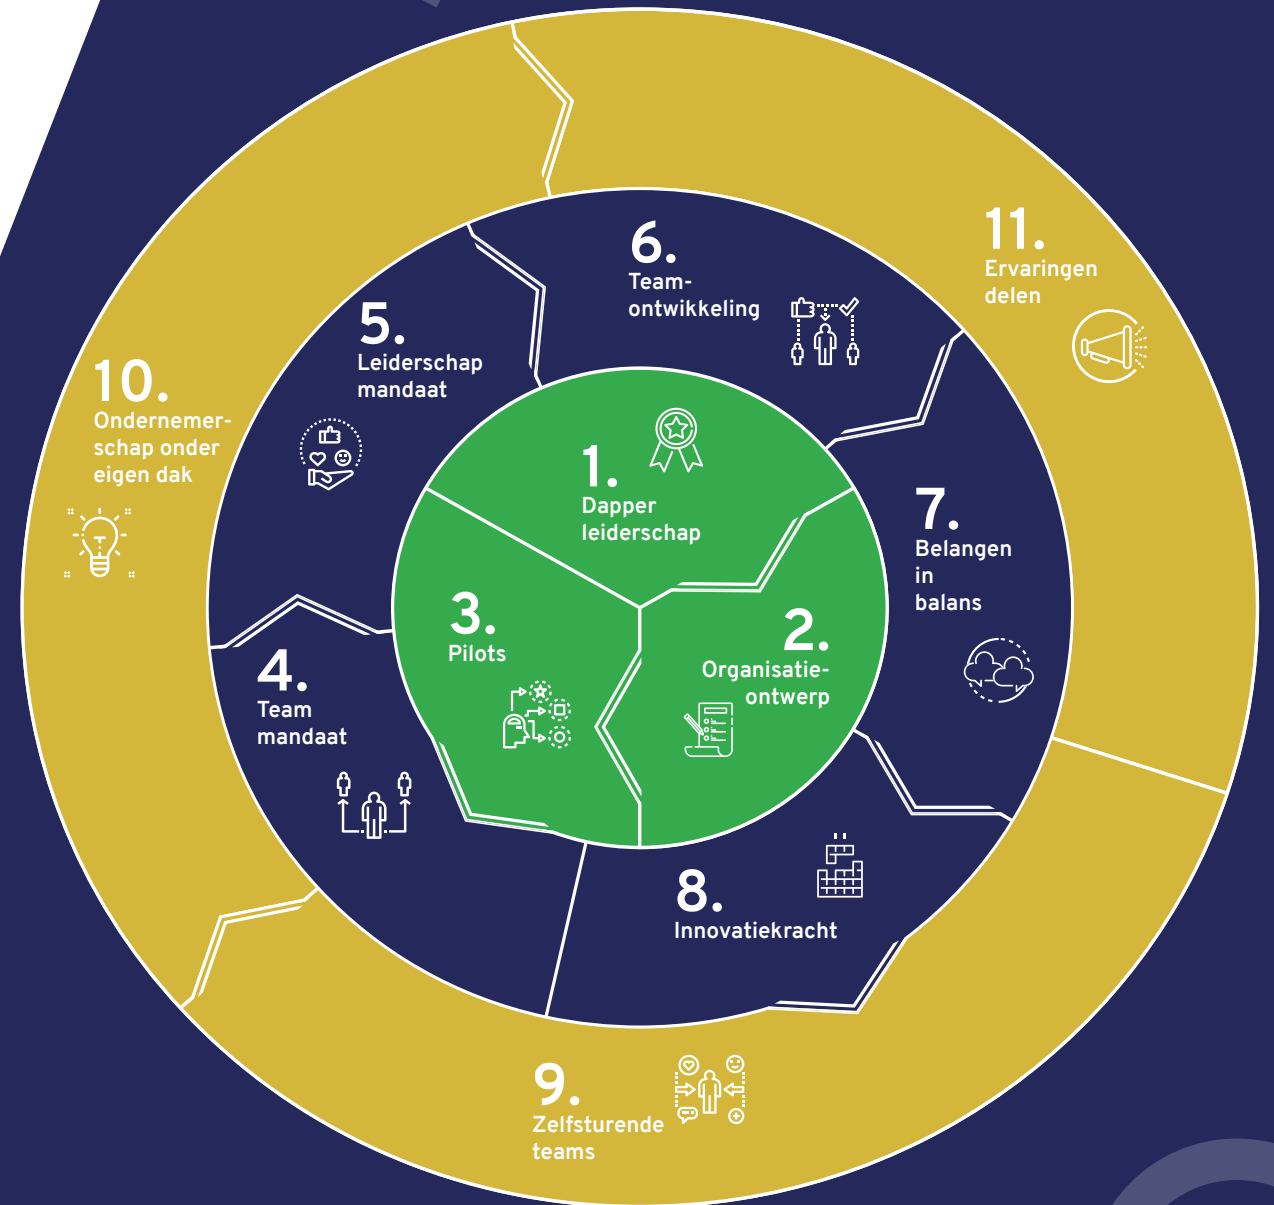 1.
Dapper
leiderschap
2.
Organisatie-
ontwerp
3.
Pilots
4.
Team
mandaat
5.
Leiderschap
mandaat
6.
Team-
ontwikkeling
7.
Belangen
in
balans
8.
Innovatiekracht
9.
Zelfsturende
teams
10.
Ondernemer-
schap onder
eigen dak
11.
Ervaringen
delen